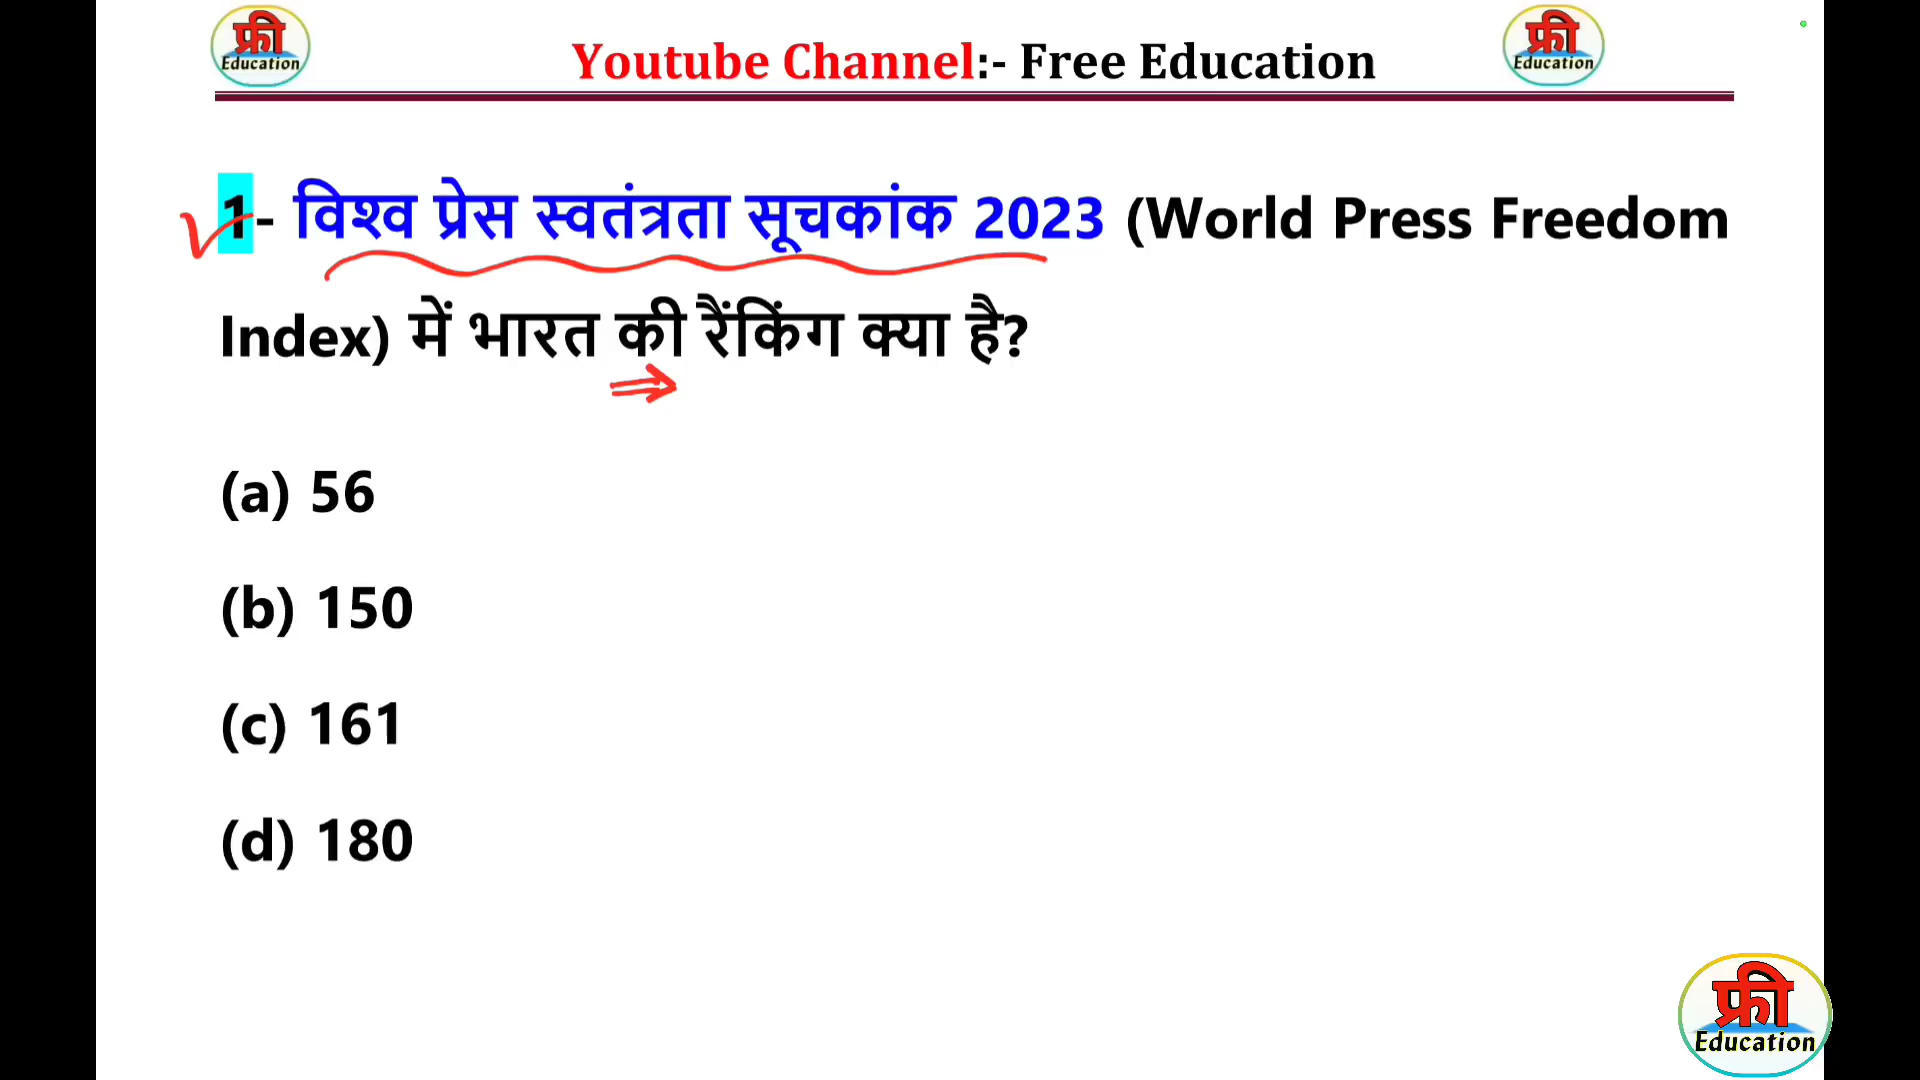 फ्री
Education
Youtube Channel:- Free Education
फ्री
Education
1- विश्व प्रेस स्वतंत्रता सूचकांक 2023 (World Press Freedom
Index) में भारत की रैंकिंग क्या है?
(a) 56
(b) 150
(c) 161
(d) 180
फ्री
Education